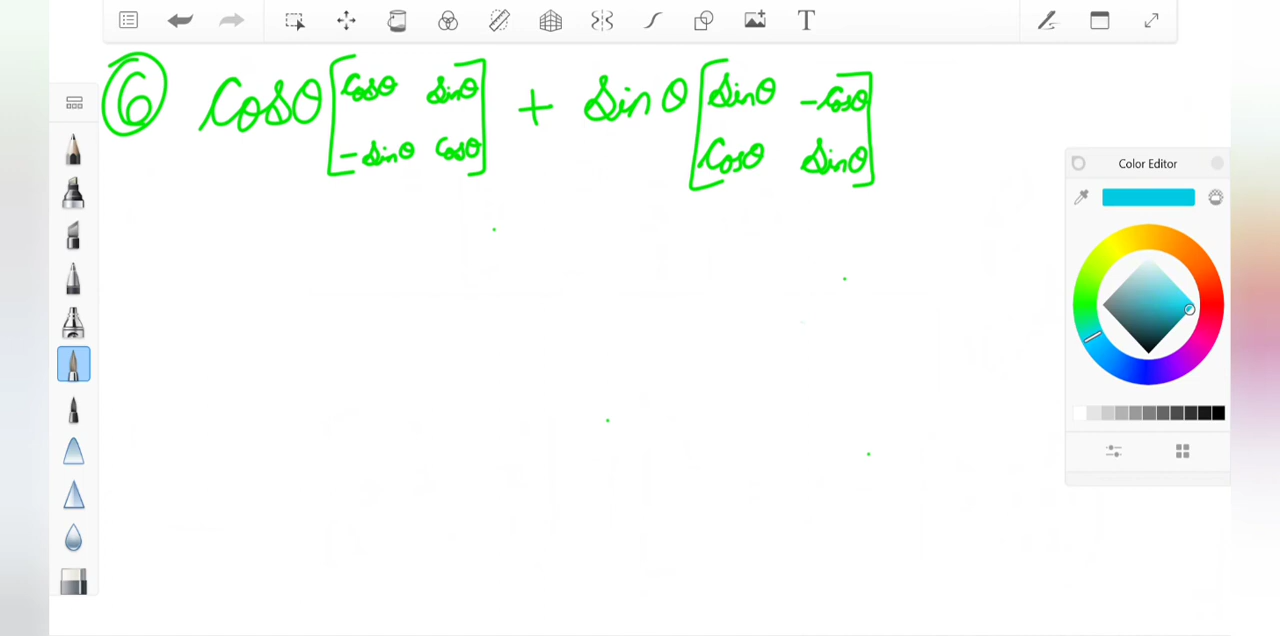 Color Editor
⑥ Cosθ [Cosθ Sinθ + Sinθ [Sinθ -Cosθ
-Sinθ Cosθ] Cosθ Sinθ]